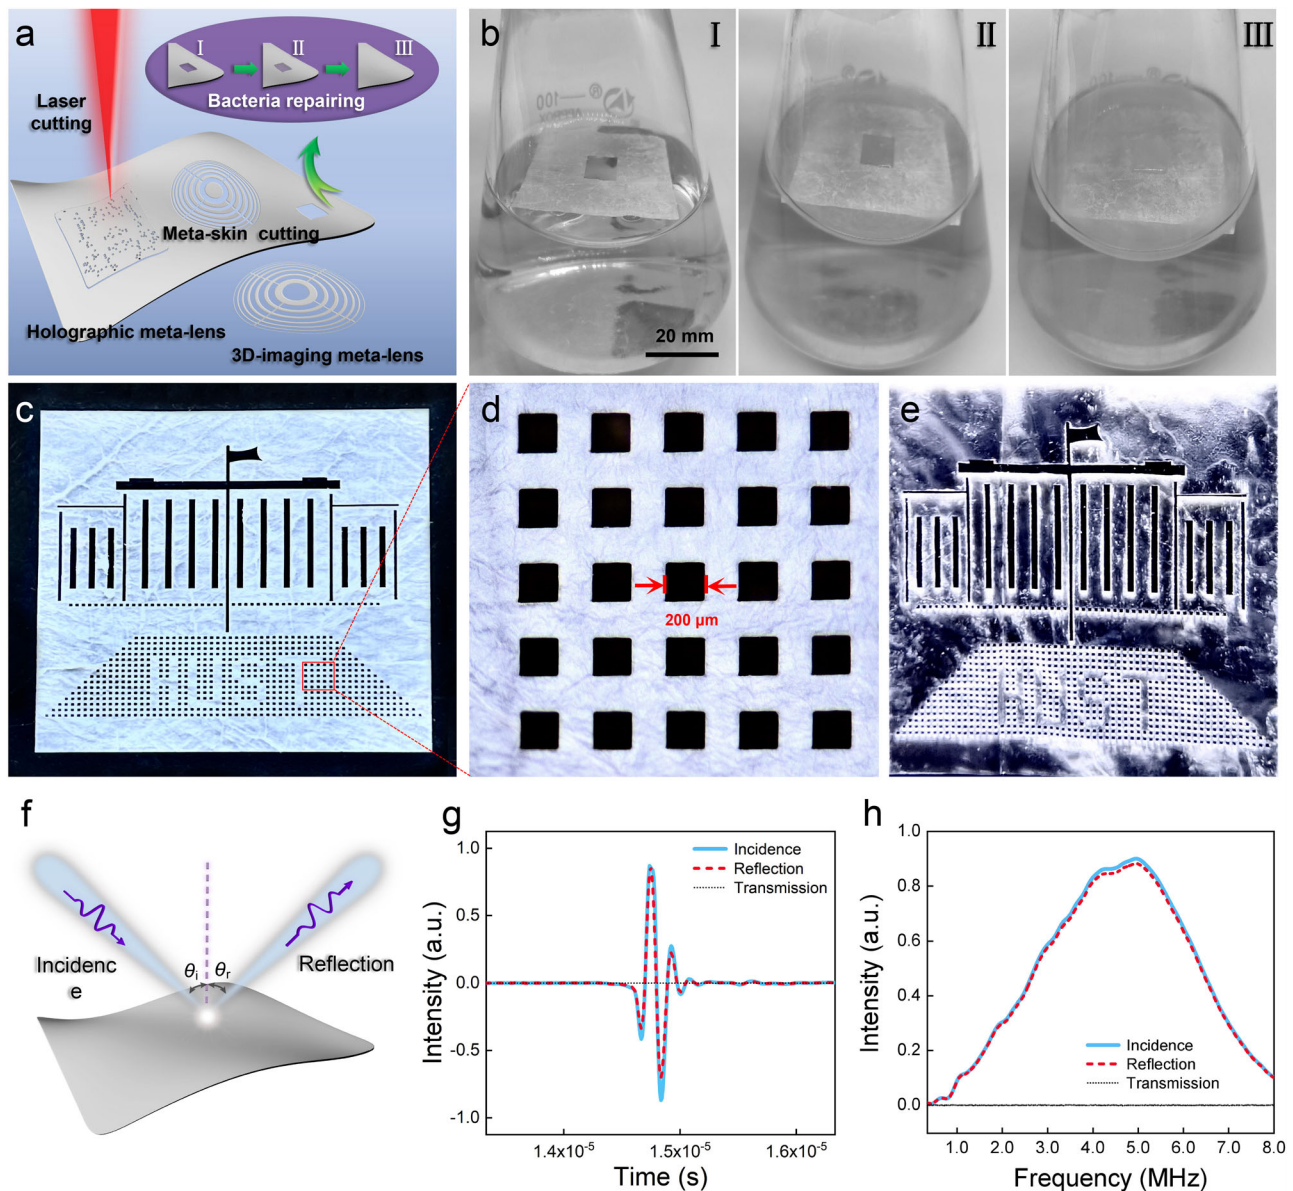 a
I
II
III
Bacteria repairing
Laser
cutting
Meta-skin cutting
Holographic meta-lens
3D-imaging meta-lens
b
I
II
III
20 mm
c
HUST
d
200 μm
e
HUST
f
Incidenc
e
θi
θr
Reflection
g
Intensity (a.u.)
1.0
0.5
0.0
-0.5
-1.0
Incidence
Reflection
Transmission
1.4x10-5
1.5x10-5
1.6x10-5
Time (s)
h
Intensity (a.u.)
1.0
0.8
0.6
0.4
0.2
0.0
Incidence
Reflection
Transmission
1.0 2.0 3.0 4.0 5.0 6.0 7.0 8.0
Frequency (MHz)